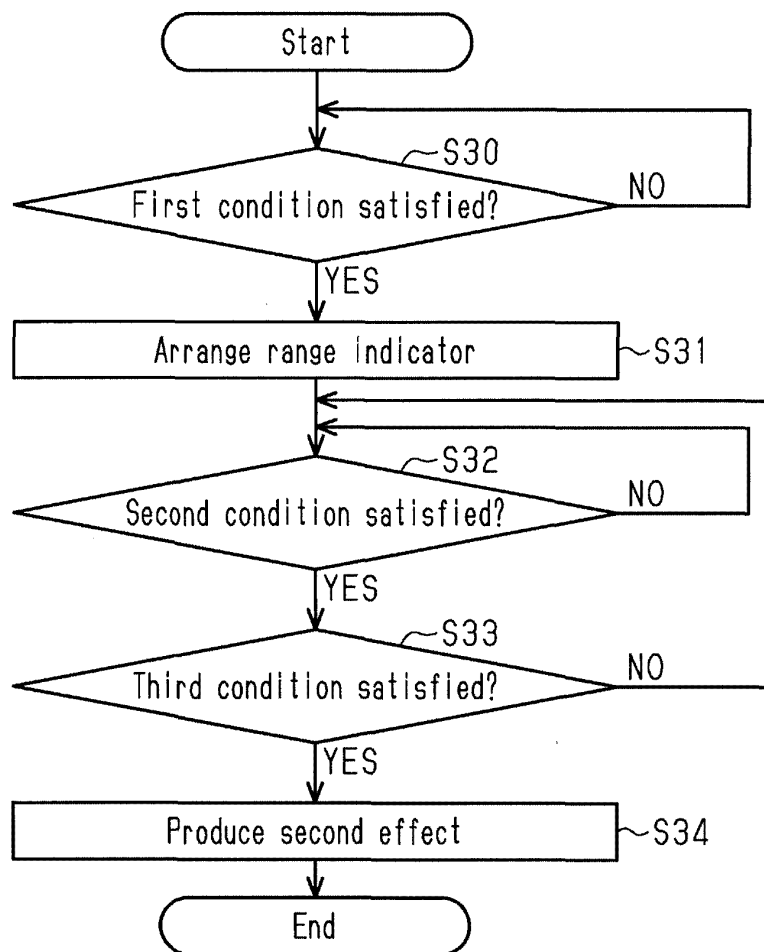 Start
S30
First condition satisfied?
NO
YES
Arrange range indicator
S31
S32
Second condition satisfied?
NO
YES
S33
Third condition satisfied?
NO
YES
Produce second effect
S34
End